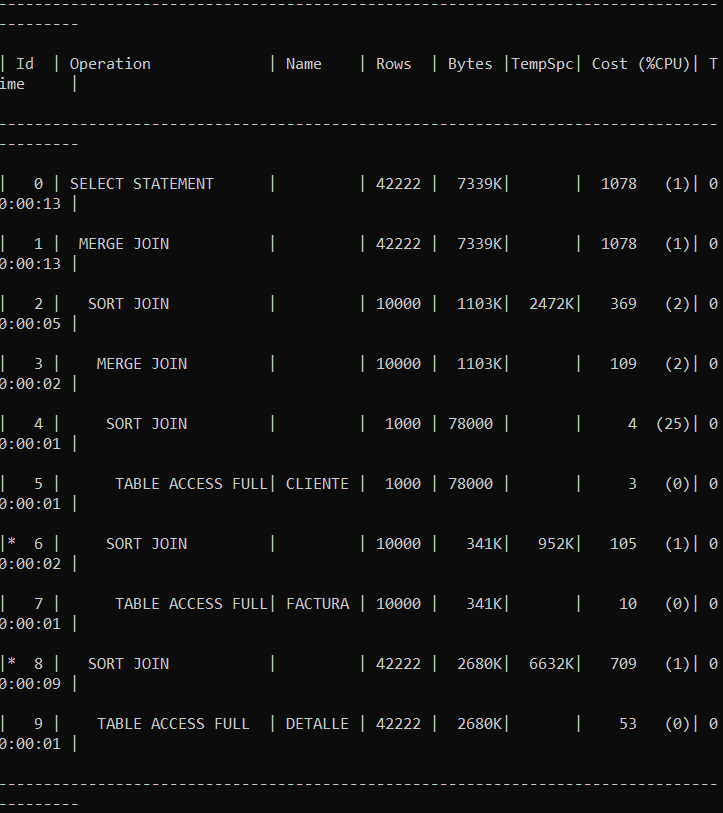 --------------------------------------------------------------------------------
---------
| Id  | Operation             | Name    | Rows  | Bytes |TempSpc| Cost (%CPU)| T
ime     |
--------------------------------------------------------------------------------
---------
|   0 | SELECT STATEMENT      |         | 42222 |  7339K|       |  1078   (1)| 0
0:00:13 |
|   1 |  MERGE JOIN           |         | 42222 |  7339K|       |  1078   (1)| 0
0:00:13 |
|   2 |   SORT JOIN           |         | 10000 |  1103K|  2472K|   369   (2)| 0
0:00:05 |
|   3 |    MERGE JOIN         |         | 10000 |  1103K|       |   109   (2)| 0
0:00:02 |
|   4 |     SORT JOIN         |         |  1000 | 78000 |       |     4  (25)| 0
0:00:01 |
|   5 |      TABLE ACCESS FULL| CLIENTE |  1000 | 78000 |       |     3   (0)| 0
0:00:01 |
|*  6 |     SORT JOIN         |         | 10000 |   341K|   952K|   105   (1)| 0
0:00:02 |
|   7 |      TABLE ACCESS FULL| FACTURA | 10000 |   341K|       |    10   (0)| 0
0:00:01 |
|*  8 |   SORT JOIN           |         | 42222 |  2680K|  6632K|   709   (1)| 0
0:00:09 |
|   9 |    TABLE ACCESS FULL  | DETALLE | 42222 |  2680K|       |    53   (0)| 0
0:00:01 |
--------------------------------------------------------------------------------
---------